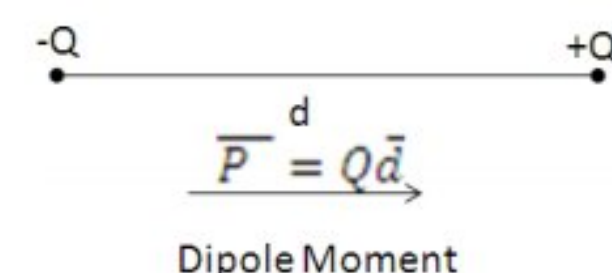 -Q +Q
d
P̅ = Qd̅
Dipole Moment